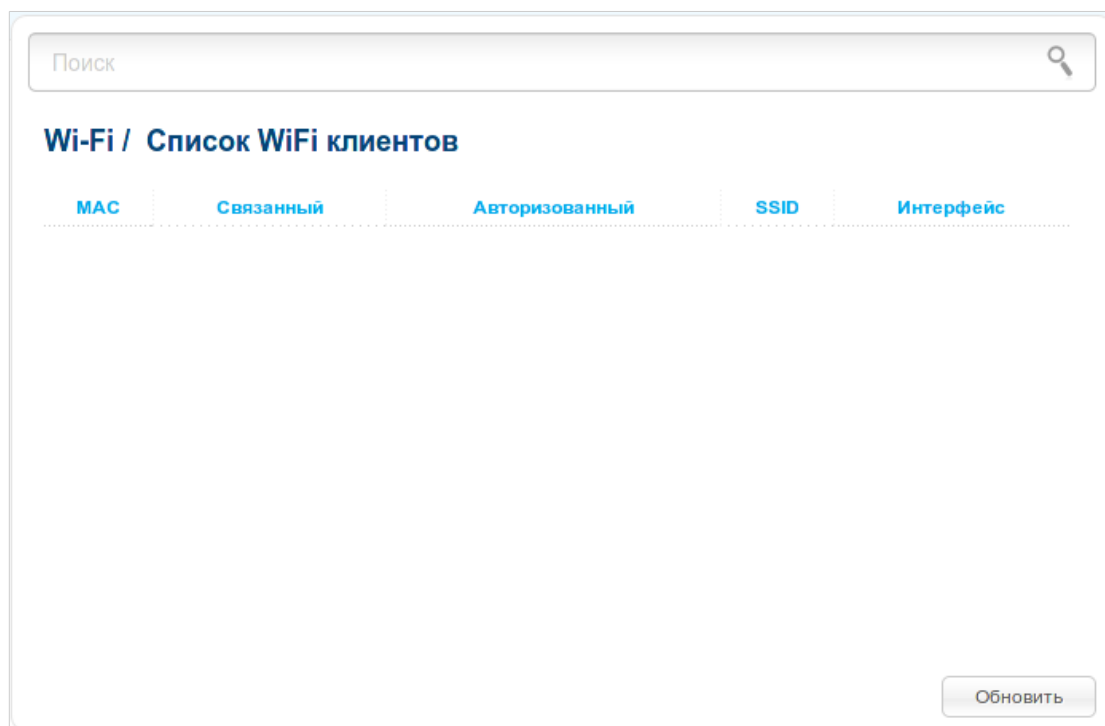 Поиск
Wi-Fi / Список WiFi клиентов
MAC Связанный Авторизованный SSID Интерфейс
Обновить